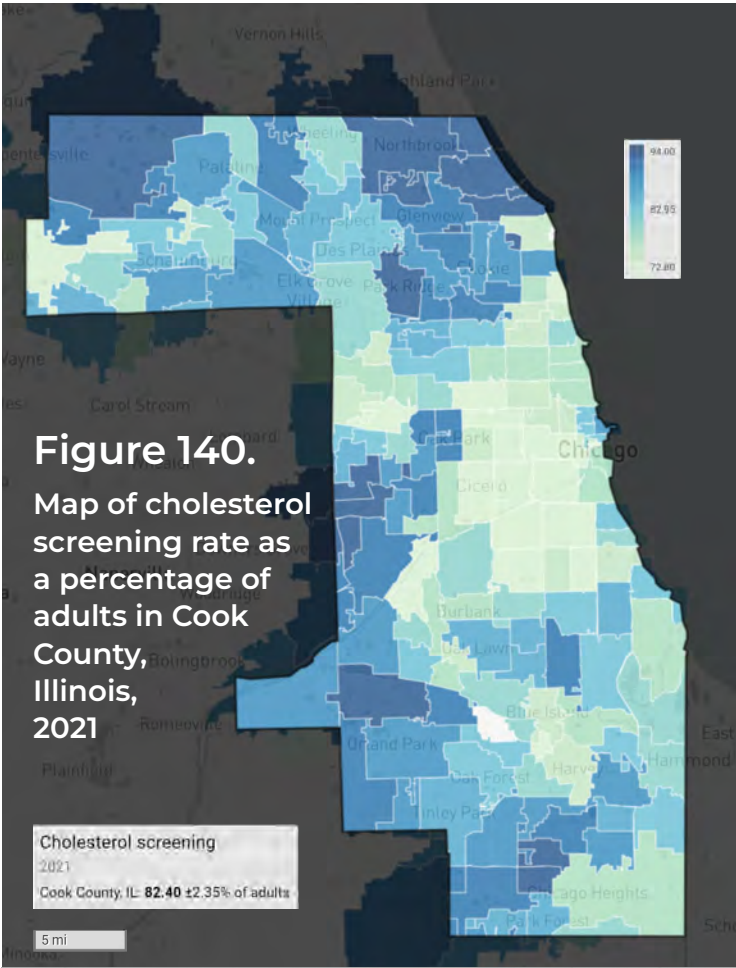 Vernon Hills
Highland Park
Wheeling
Northbrook
Palatine
Mount Prospect
Glenview
Des Plaines
Schaumburg
Skokie
Elk Grove
Village
Park Ridge
94.00
82.95
72.80
Wayne
Carol Stream
Lombard
Oak Park
Chicago
Cicero
Figure 140.
Map of cholesterol
screening rate as
a percentage of
adults in Cook
County,
Illinois,
2021
Naperville
Woodridge
Bolingbrook
Romeoville
Plainfield
Burbank
Oak Lawn
Blue Island
Orland Park
Oak Forest
Harvey
Tinley Park
East
Hammond
Chicago Heights
Park Forest
Cholesterol screening
2021
Cook County, IL: 82.40 ±2.35% of adults
5 mi
Minooka